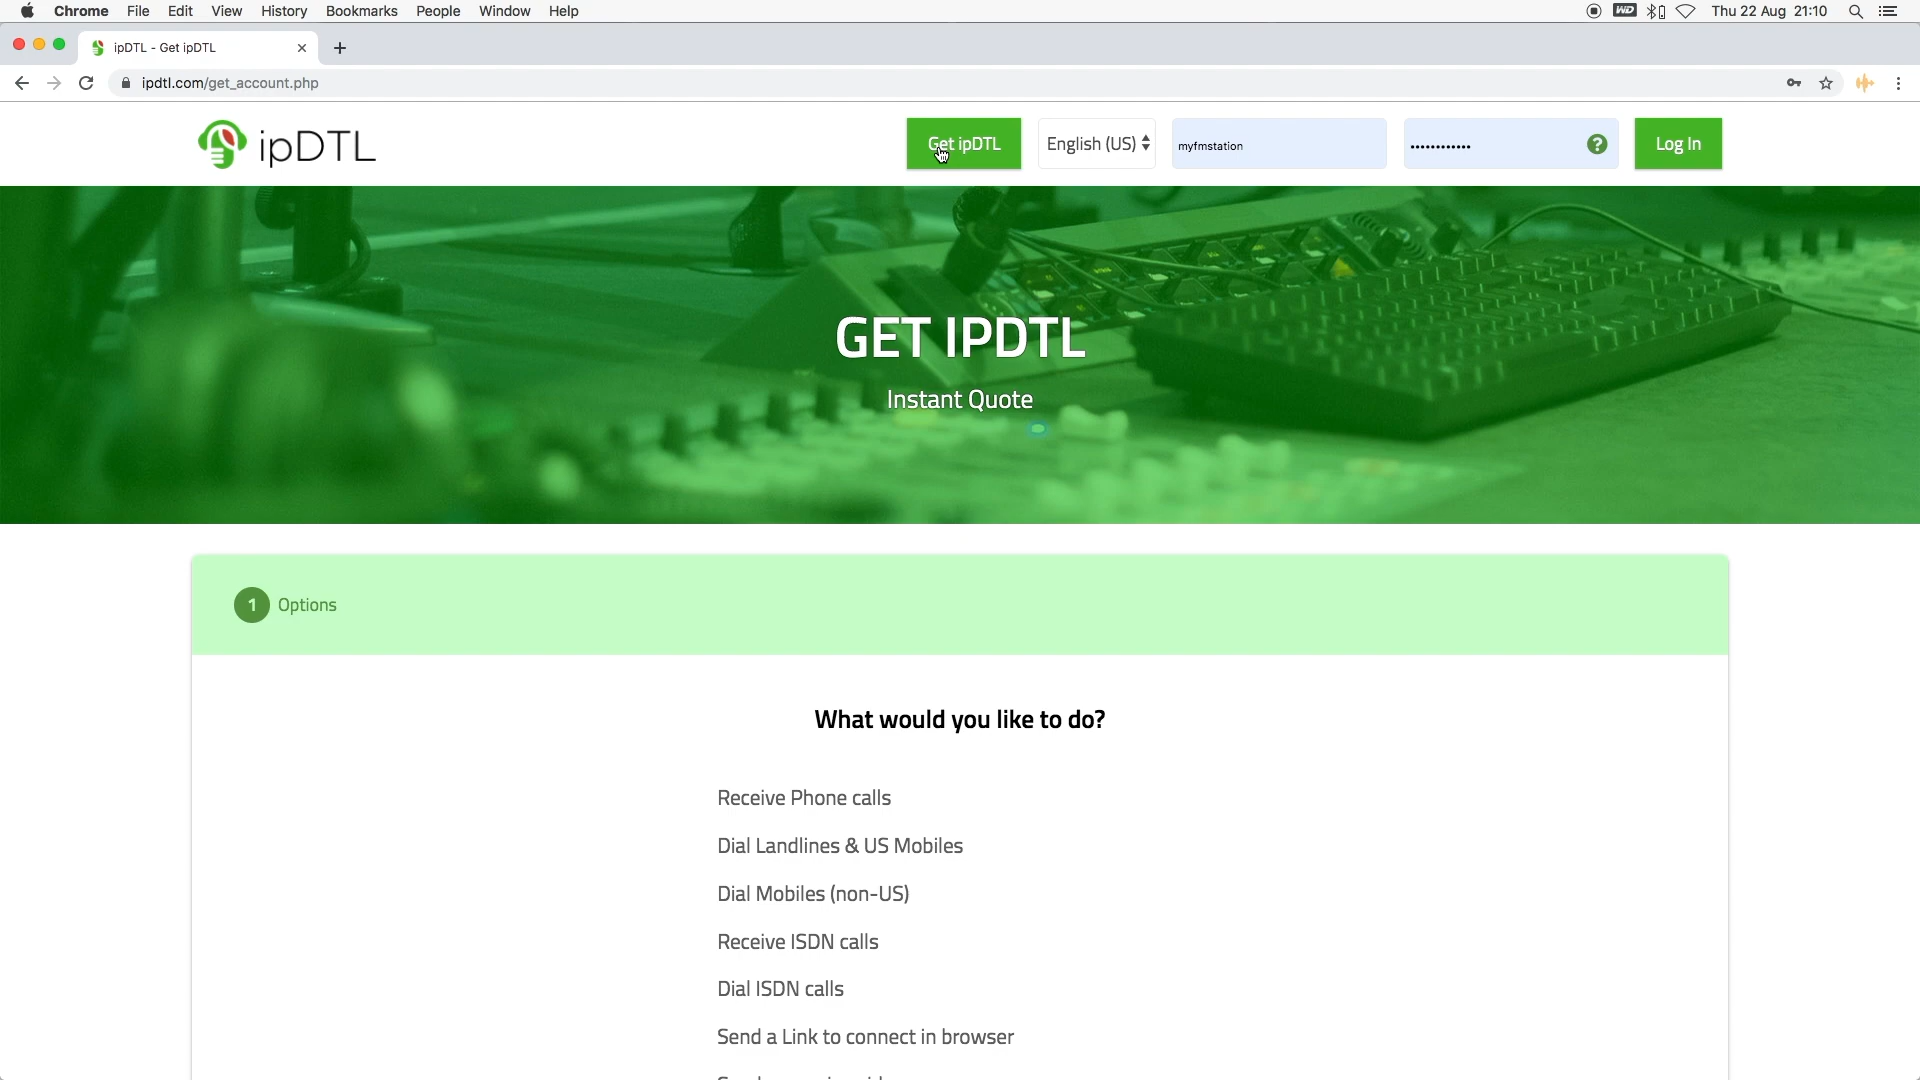 Chrome File Edit View History Bookmarks People Window Help
WD Thu 22 Aug 21:10
ipDTL - Get ipDTL
ipdtl.com/get_account.php
ipDTL
Get ipDTL English (US) myfmstation •••••••••••• ? Log In
GET IPDTL
Instant Quote
1 Options
What would you like to do?
Receive Phone calls
Dial Landlines & US Mobiles
Dial Mobiles (non-US)
Receive ISDN calls
Dial ISDN calls
Send a Link to connect in browser